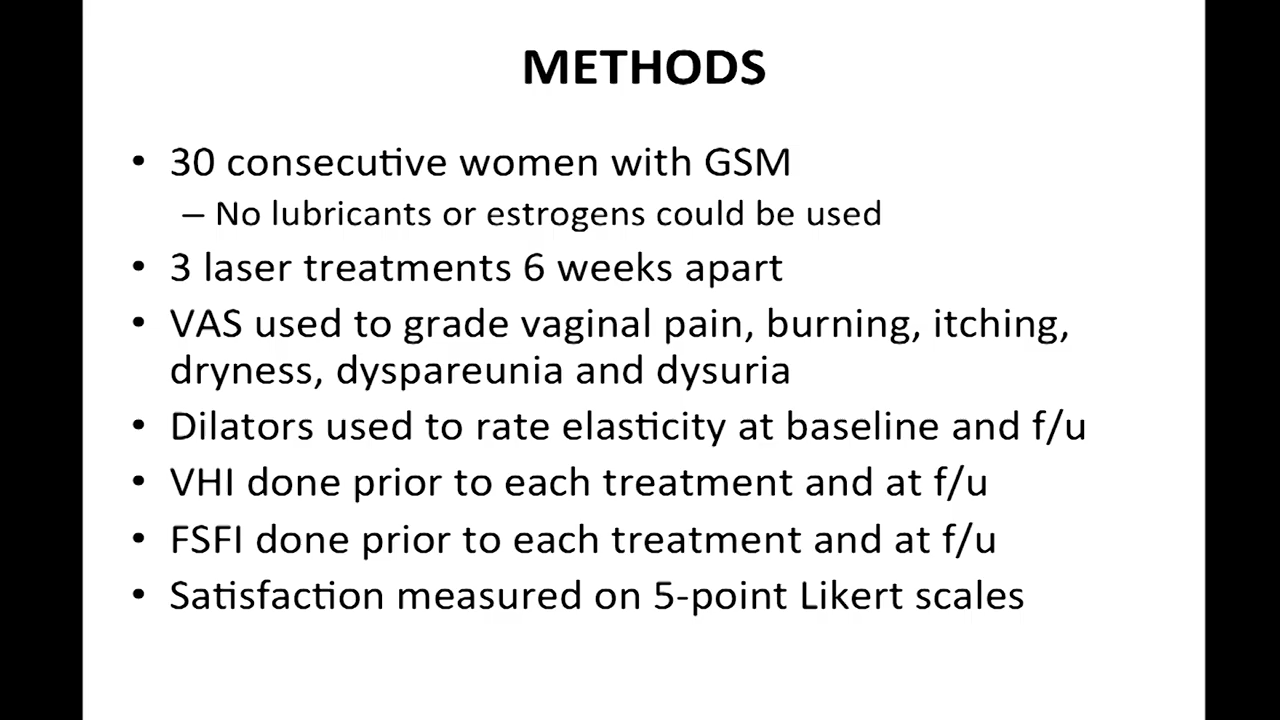 METHODS
• 30 consecutive women with GSM
– No lubricants or estrogens could be used
• 3 laser treatments 6 weeks apart
• VAS used to grade vaginal pain, burning, itching,
dryness, dyspareunia and dysuria
• Dilators used to rate elasticity at baseline and f/u
• VHI done prior to each treatment and at f/u
• FSFI done prior to each treatment and at f/u
• Satisfaction measured on 5-point Likert scales